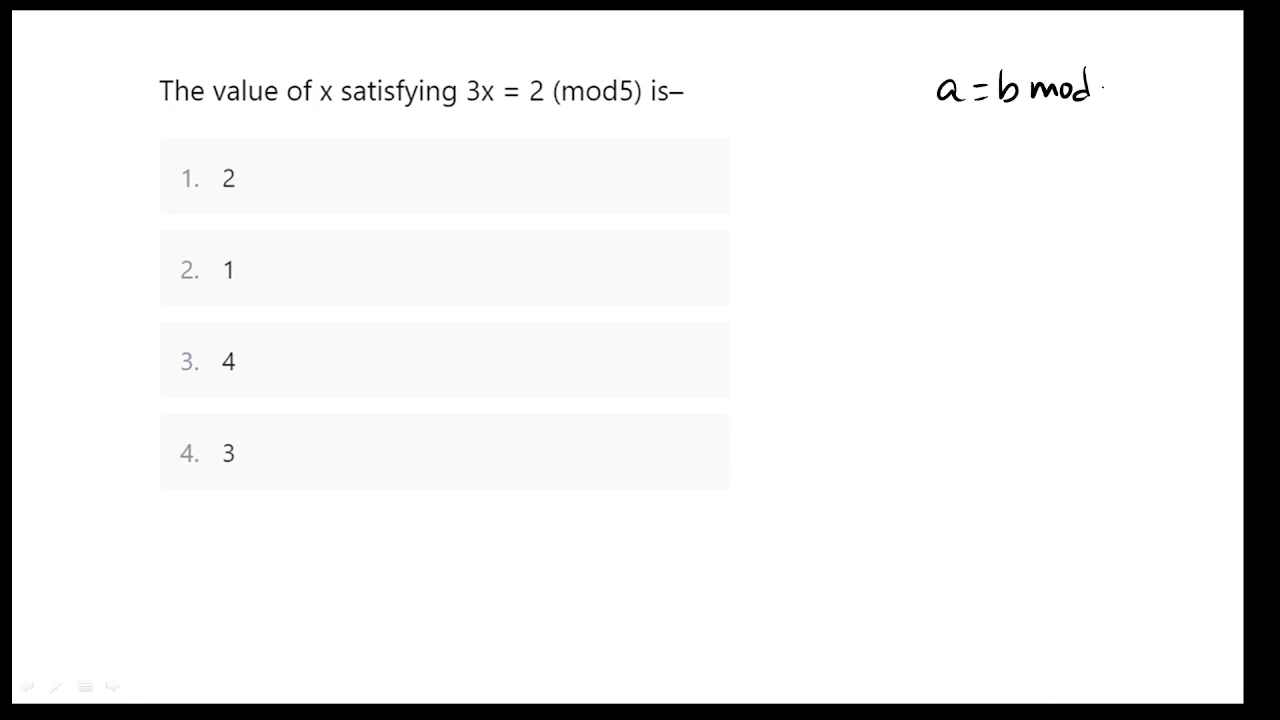 The value of x satisfying 3x = 2 (mod5) is–
a = b mod
1. 2
2. 1
3. 4
4. 3